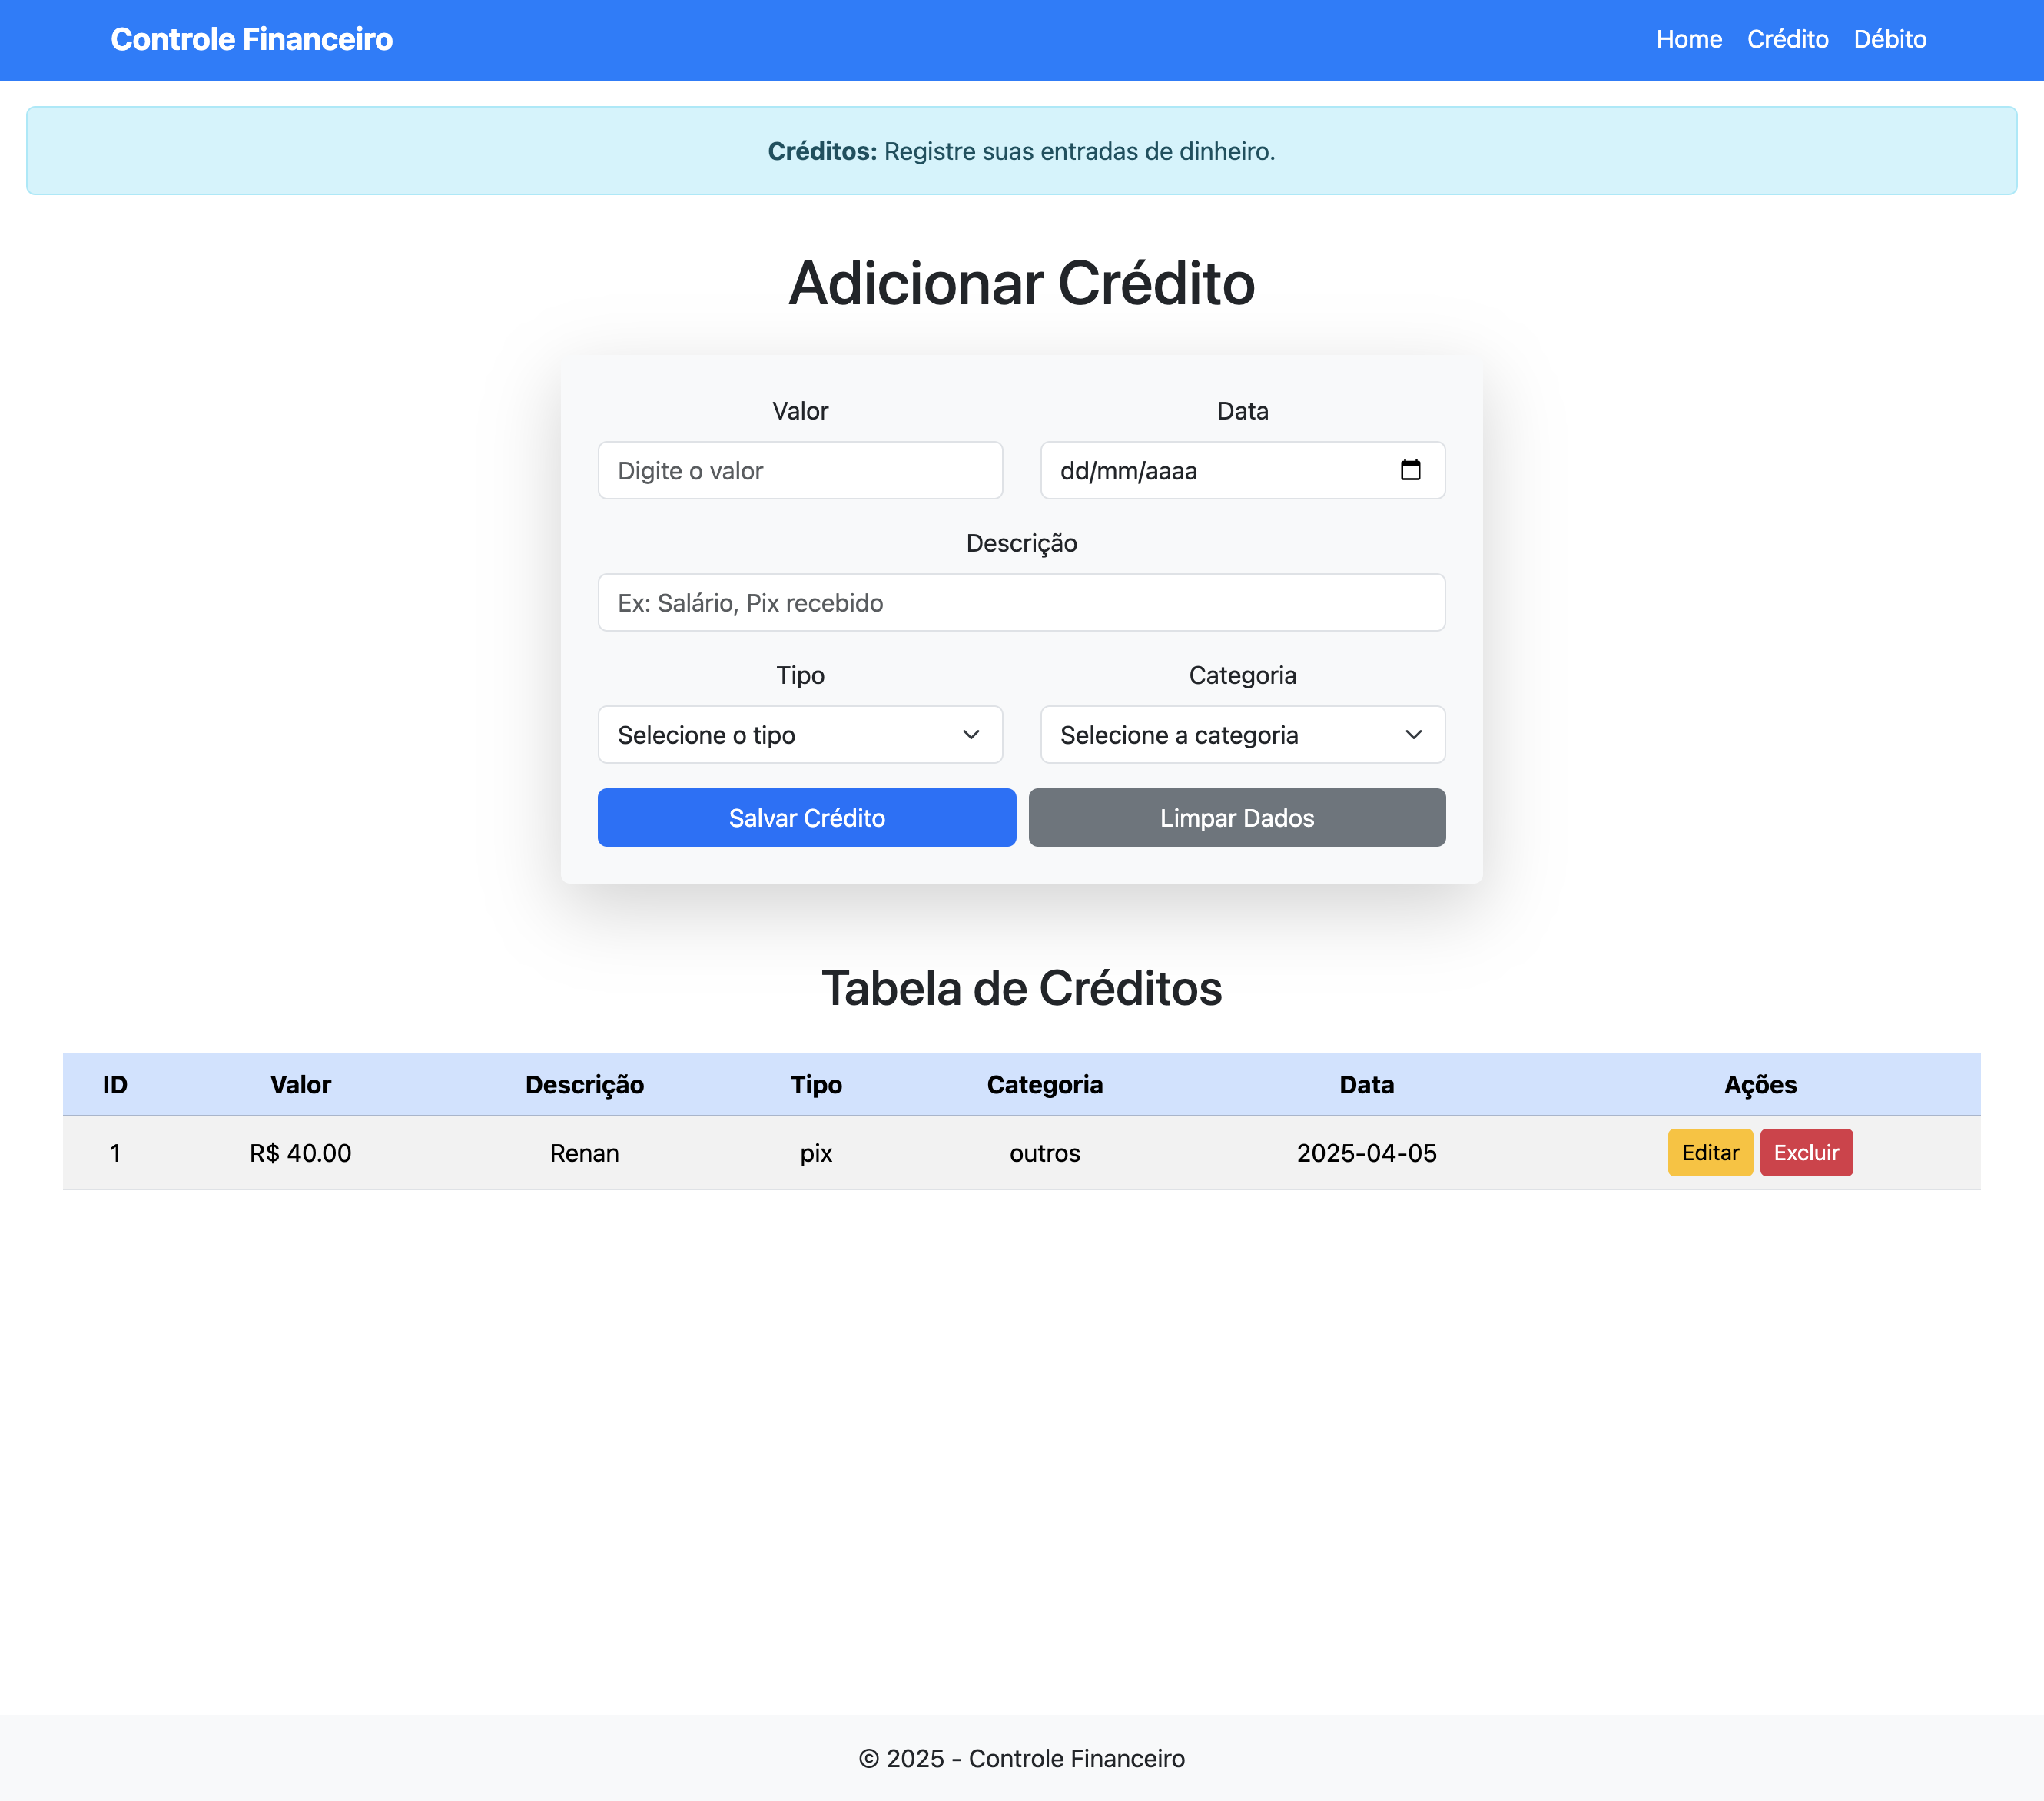 Controle Financeiro Home Crédito Débito
Créditos: Registre suas entradas de dinheiro.
Adicionar Crédito
Valor Data
Digite o valor dd/mm/aaaa
Descrição
Ex: Salário, Pix recebido
Tipo Categoria
Selecione o tipo Selecione a categoria
Salvar Crédito Limpar Dados
Tabela de Créditos
ID Valor Descrição Tipo Categoria Data Ações
1 R$ 40.00 Renan pix outros 2025-04-05 Editar Excluir
© 2025 - Controle Financeiro